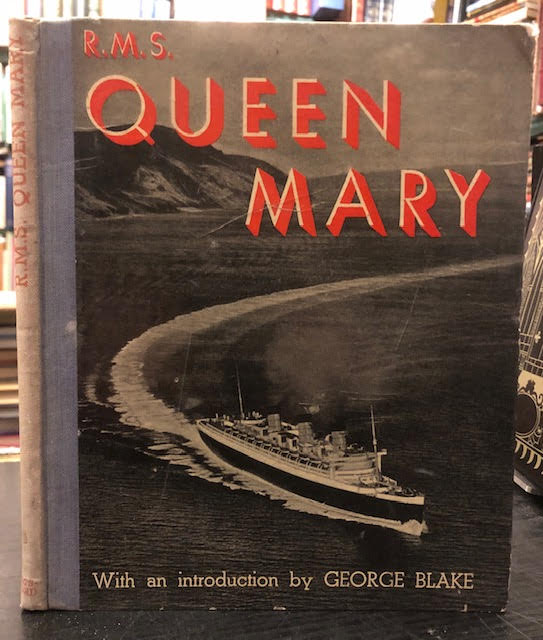 R.M.S.
QUEEN
MARY
With an introduction by GEORGE BLAKE
R.M.S. QUEEN MARY